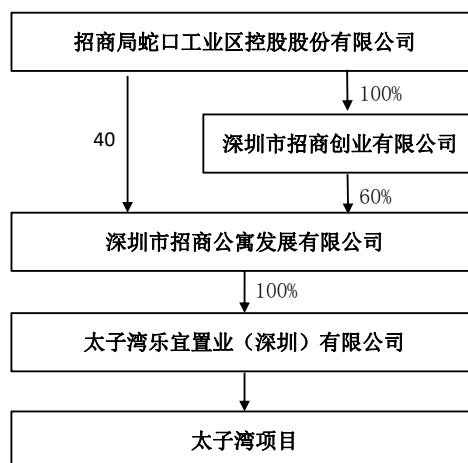 招商局蛇口工业区控股股份有限公司
100%
40
深圳市招商创业有限公司
60%
深圳市招商公寓发展有限公司
100%
太子湾乐宜置业（深圳）有限公司
太子湾项目